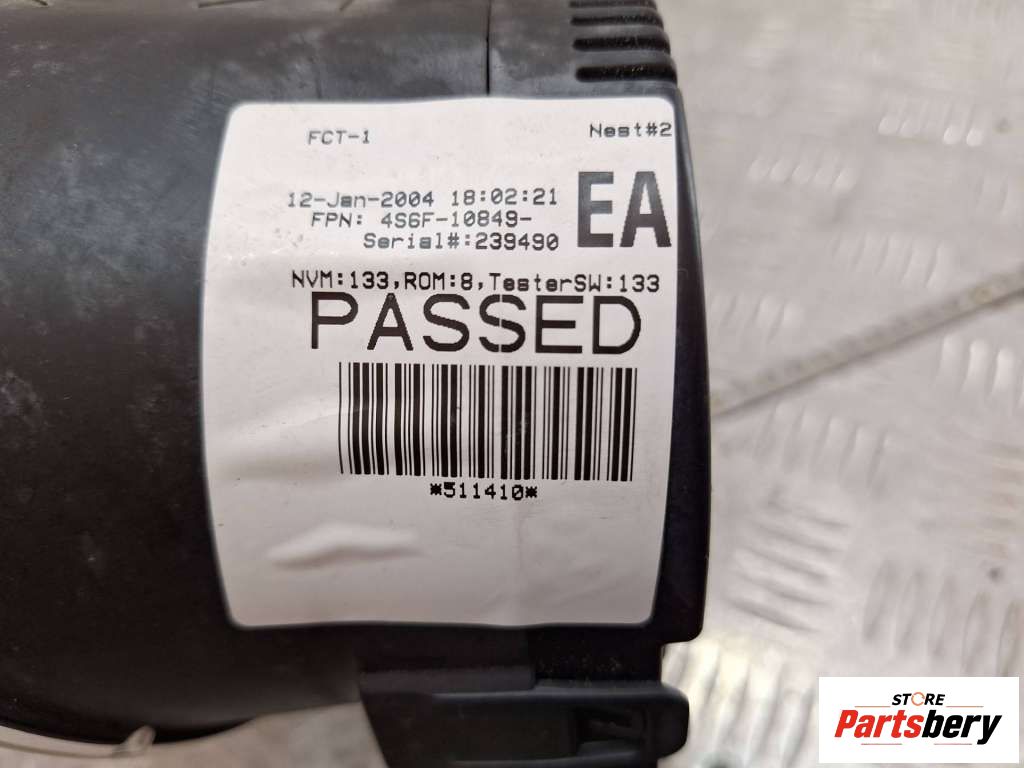 FCT-1 Nest#2
12-Jan-2004 18:02:21
FPN: 4S6F-10849-
EA
Serial#:239490
NVM:133,ROM:8,TesterSW:133
PASSED
*511410*
STORE
Partsbery